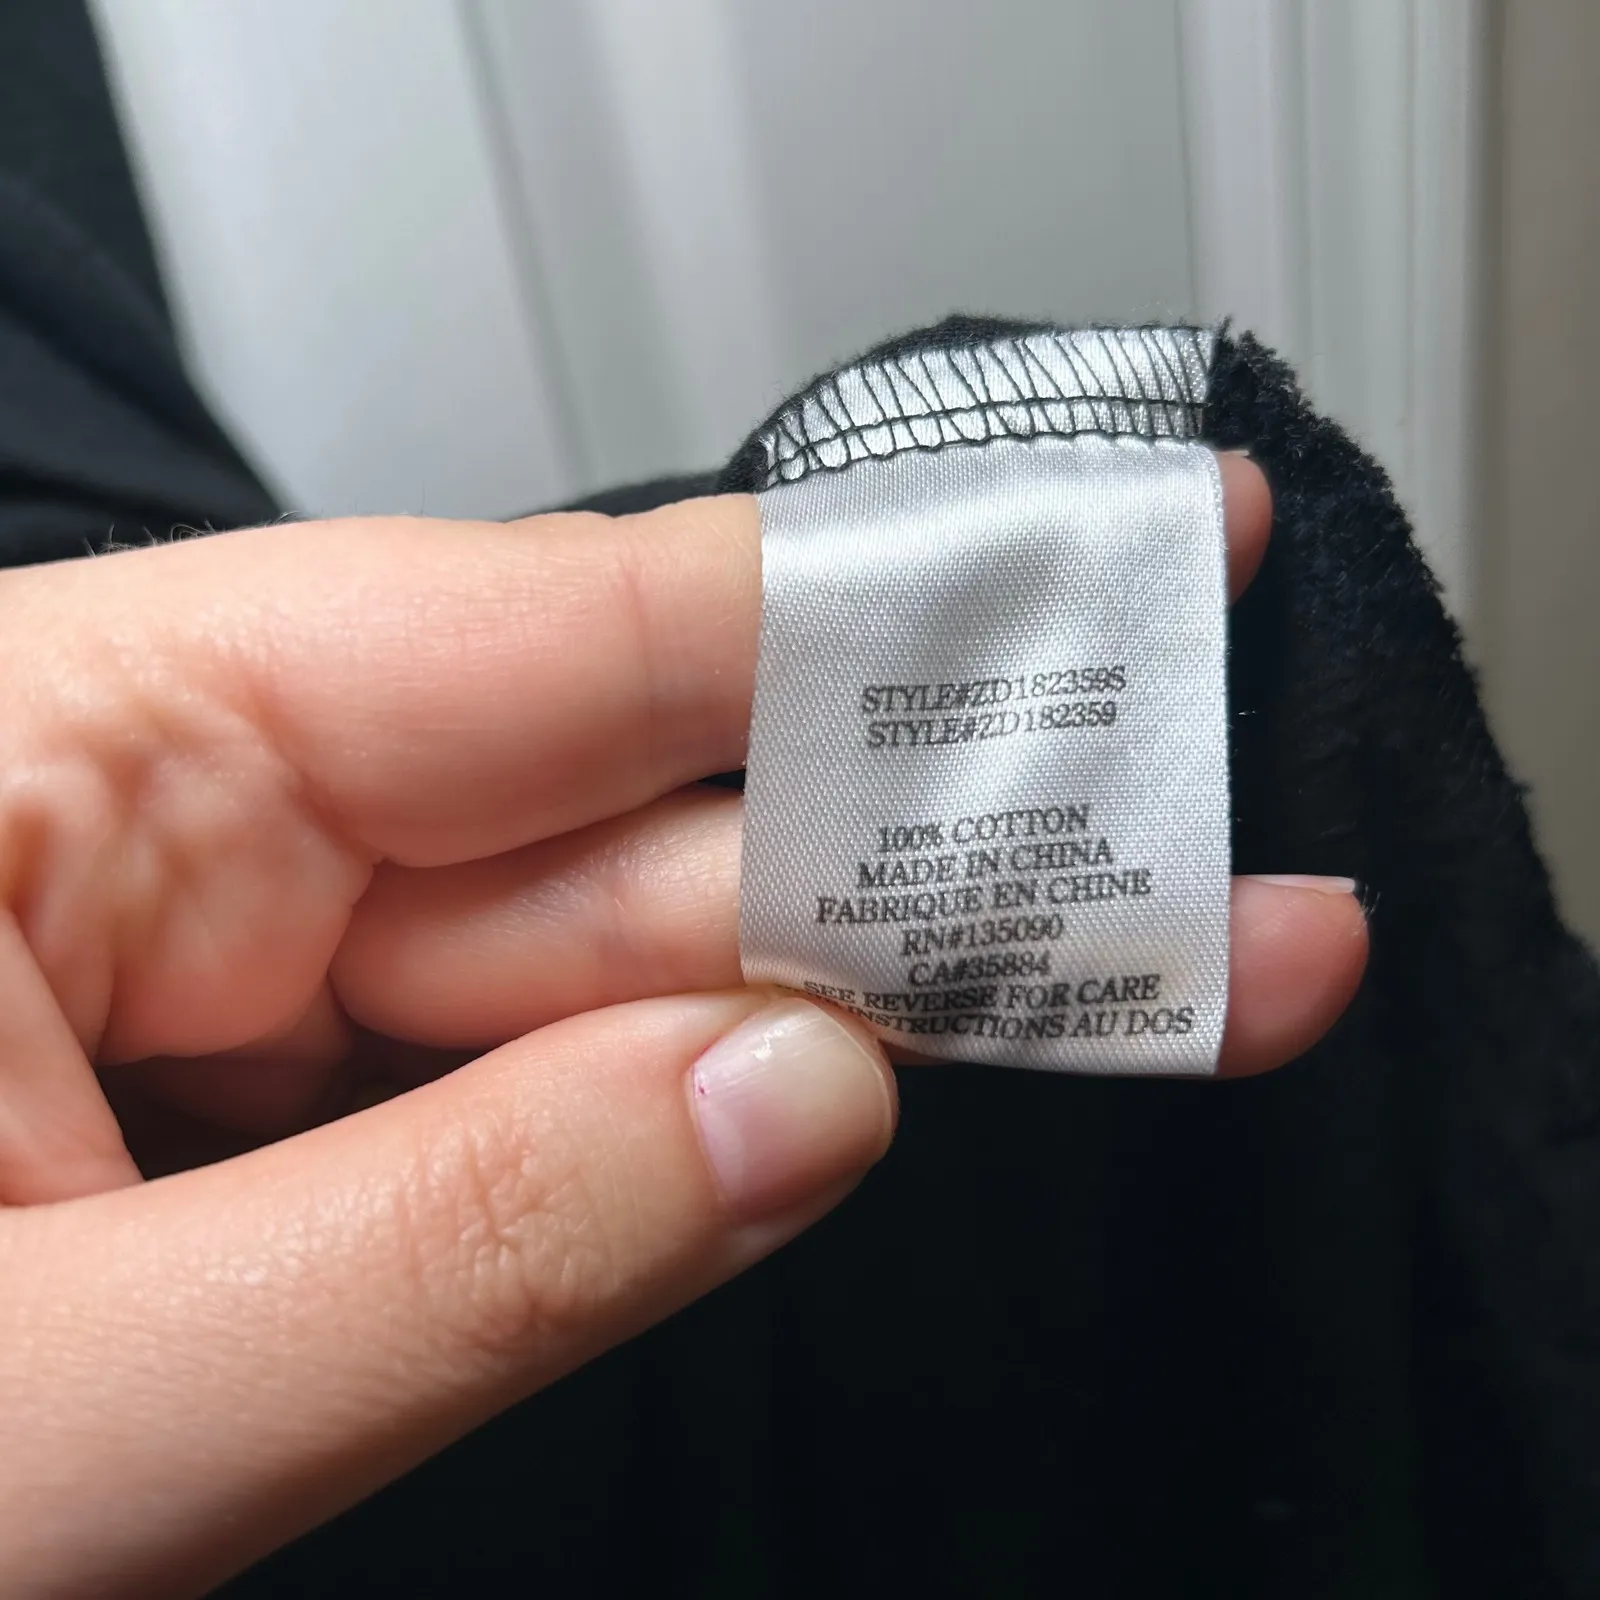 STYLE#ZD182359S
STYLE#ZD182359
100% COTTON
MADE IN CHINA
FABRIQUE EN CHINE
RN#135090
CA#35884
SEE REVERSE FOR CARE
INSTRUCTIONS AU DOS